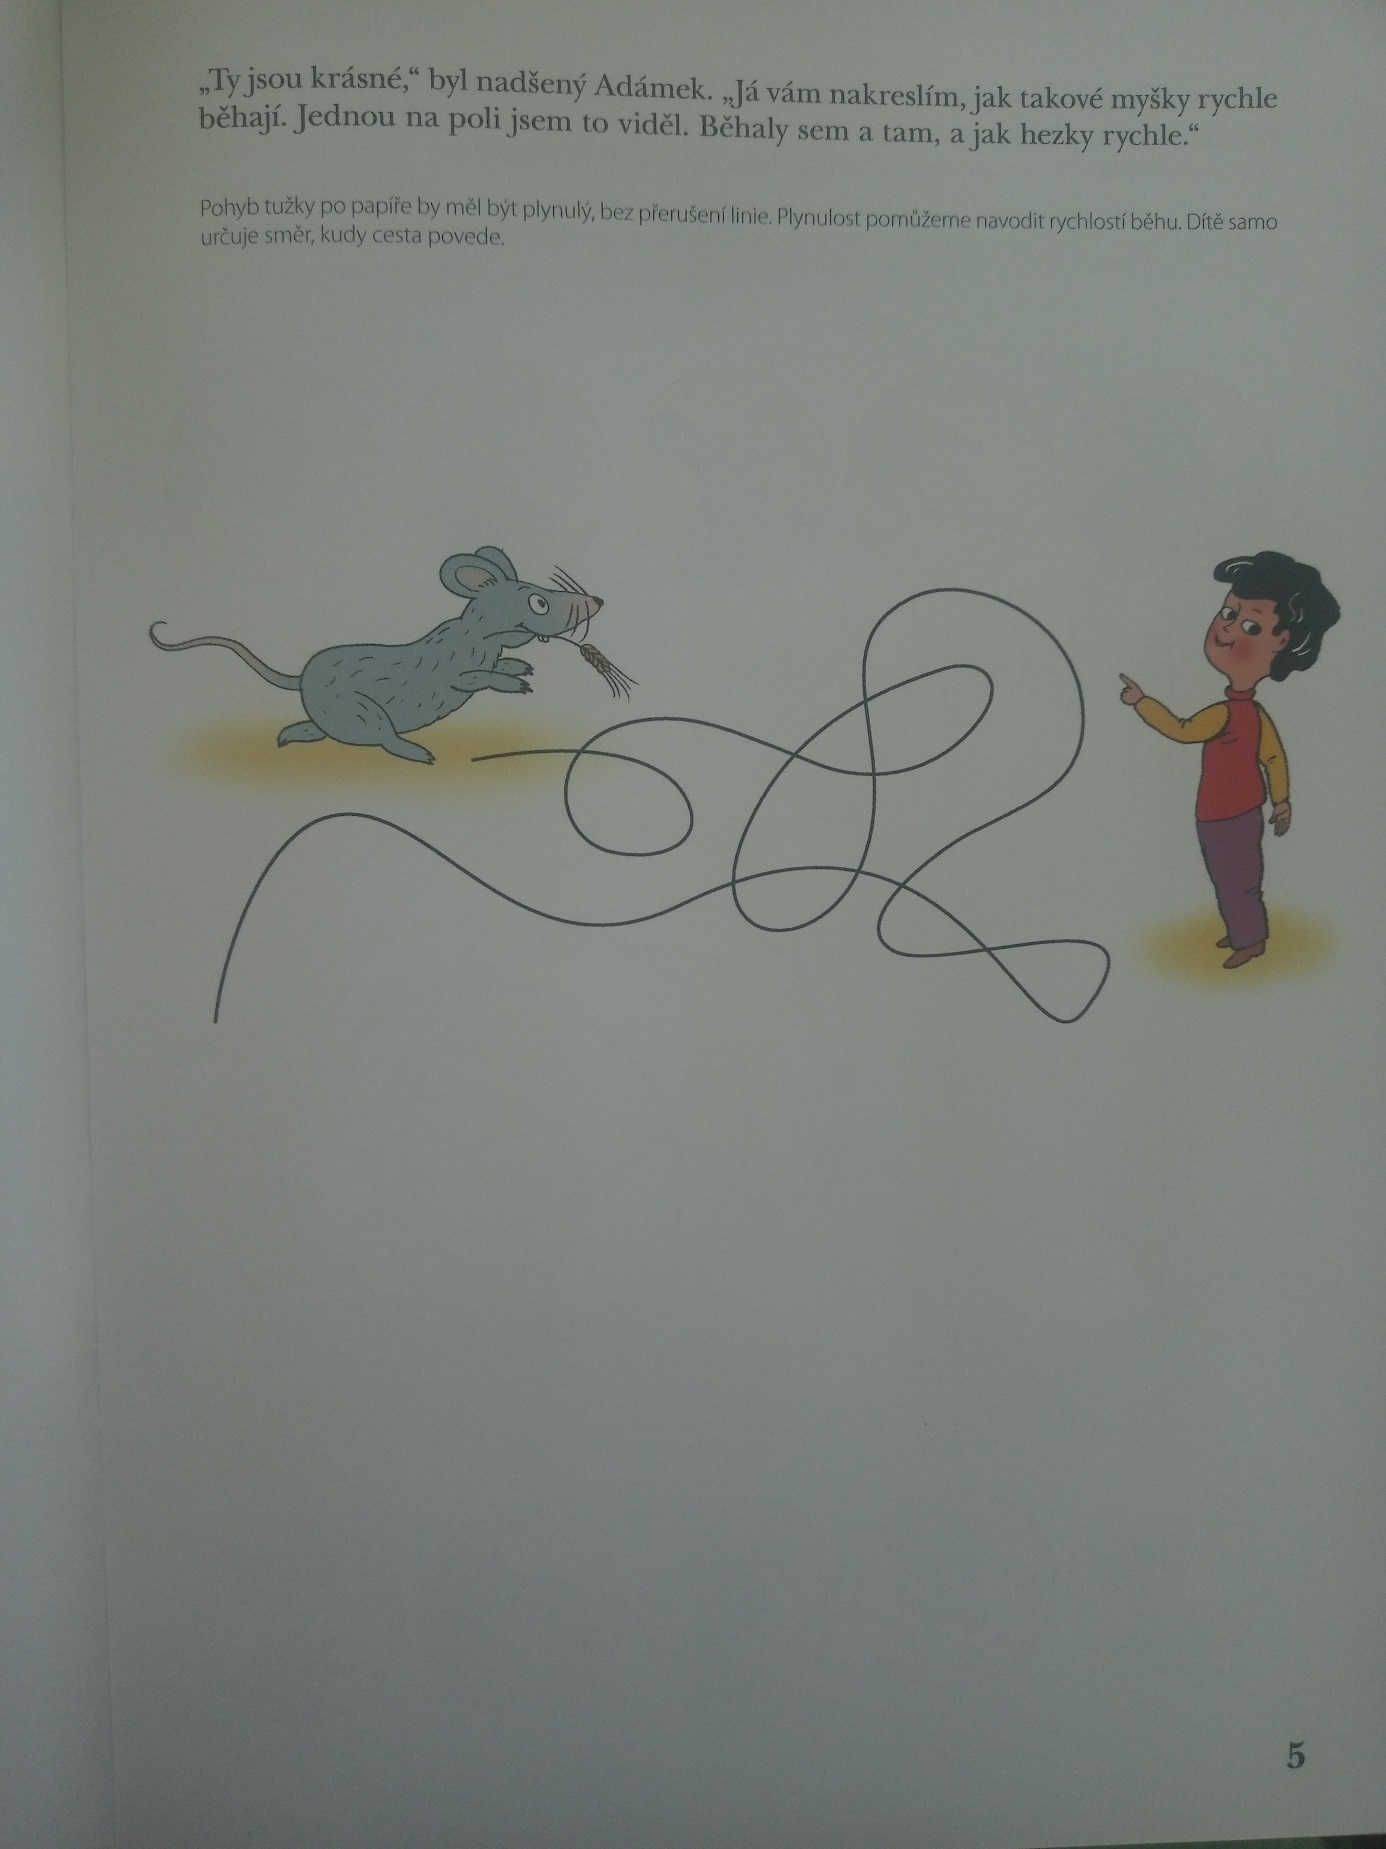 „Ty jsou krásné,“ byl nadšený Adámek. „Já vám nakreslím, jak takové myšky rychle
běhají. Jednou na poli jsem to viděl. Běhaly sem a tam, a jak hezky rychle.“
Pohyb tužky po papíře by měl být plynulý, bez přerušení linie. Plynulost pomůžeme navodit rychlostí běhu. Dítě samo
určuje směr, kudy cesta povede.
5